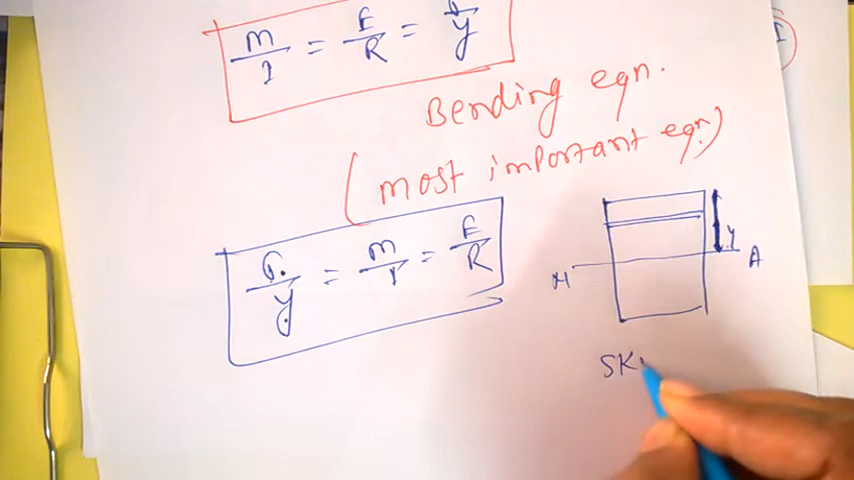 M/I = E/R = /y
Bending eqn.
(most important eqn)
σ/y = M/I = E/R
y
N A
SK